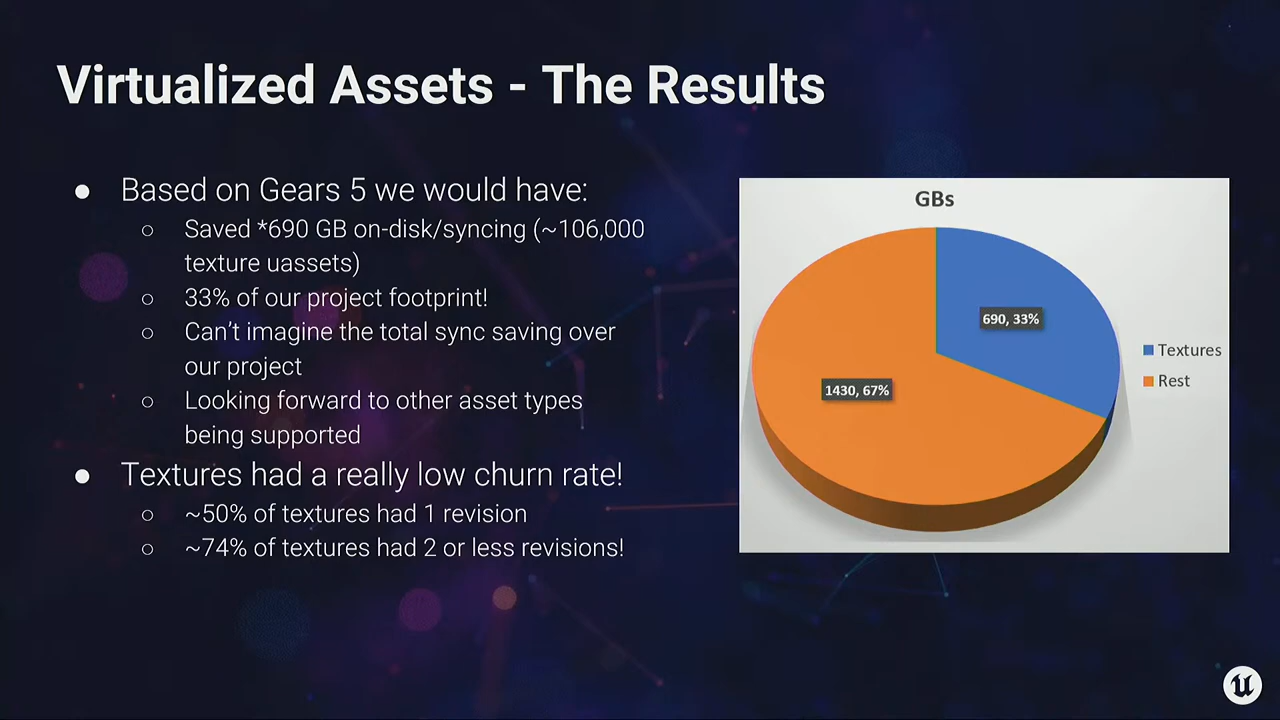 Virtualized Assets - The Results
● Based on Gears 5 we would have:
○ Saved *690 GB on-disk/syncing (~106,000
texture uassets)
○ 33% of our project footprint!
○ Can't imagine the total sync saving over
our project
○ Looking forward to other asset types
being supported
● Textures had a really low churn rate!
○ ~50% of textures had 1 revision
○ ~74% of textures had 2 or less revisions!
GBs
690, 33%
1430, 67%
Textures
Rest